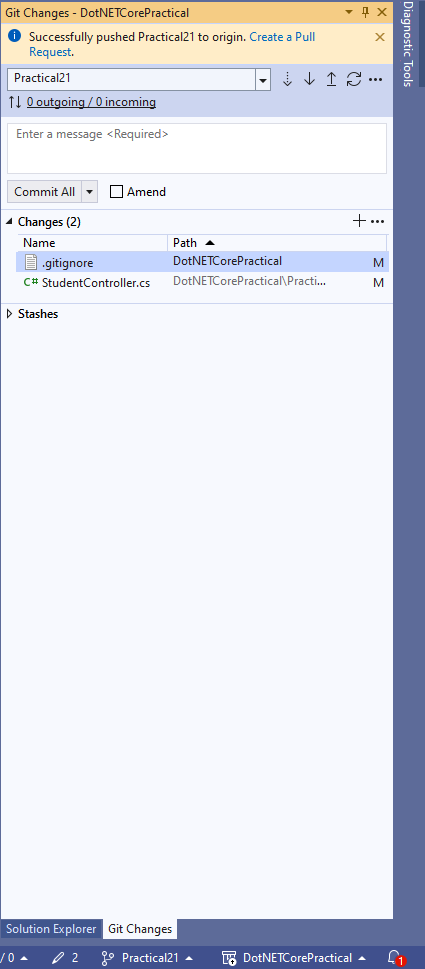 Git Changes - DotNETCorePractical
Diagnostic Tools
Successfully pushed Practical21 to origin. Create a Pull
Request.
Practical21
0 outgoing / 0 incoming
Enter a message <Required>
Commit All
Amend
Changes (2)
Name Path
.gitignore DotNETCorePractical M
C# StudentController.cs DotNETCorePractical\Practi... M
Stashes
Solution Explorer Git Changes
/ 0 2 Practical21 DotNETCorePractical 1